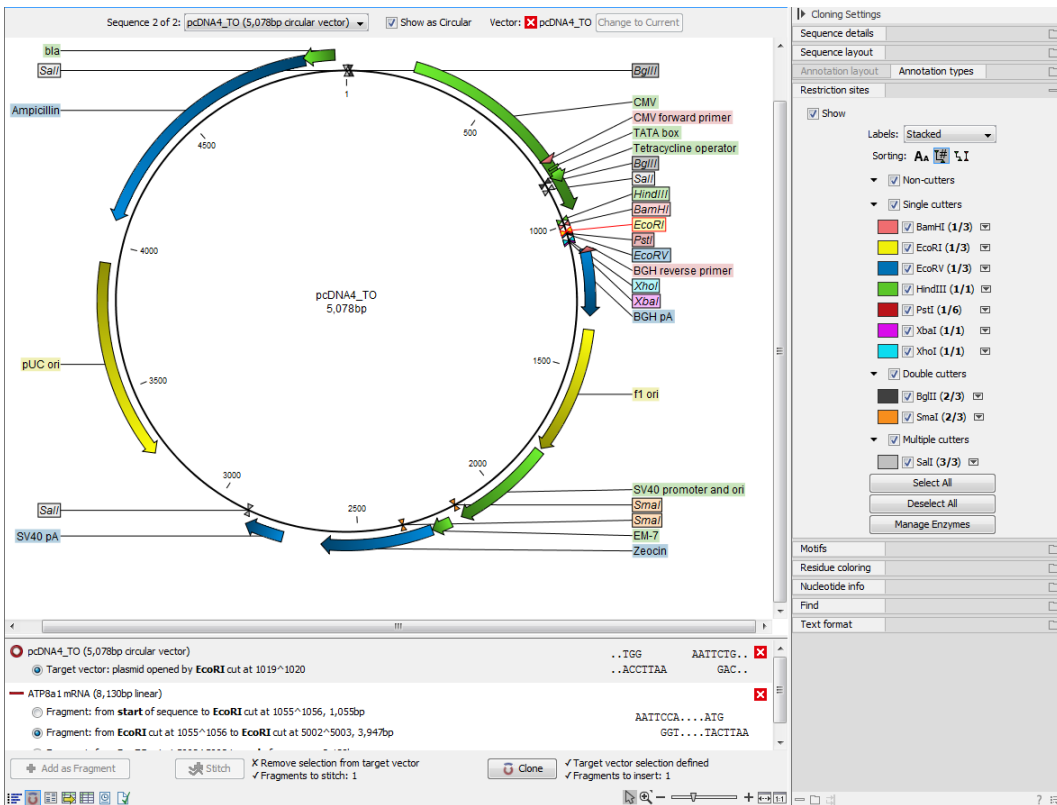 Sequence 2 of 2: pcDNA4_TO (5,078bp circular vector) Show as Circular Vector: pcDNA4_TO Change to Current
bla
SalI
Ampicillin
pUC ori
SalI
SV40 pA
1
500
1000
1500
2000
2500
3000
3500
4000
4500
pcDNA4_TO
5,078bp
BglII
CMV
CMV forward primer
TATA box
Tetracycline operator
BglII
SalI
HindIII
BamHI
EcoRI
PstI
EcoRV
BGH reverse primer
XhoI
XbaI
BGH pA
f1 ori
SV40 promoter and ori
SmaI
SmaI
EM-7
Zeocin
pcDNA4_TO (5,078bp circular vector)
..TGG AATTCTG..
Target vector: plasmid opened by EcoRI cut at 1019^1020
..ACCTTAA GAC..
ATP8a1 mRNA (8,130bp linear)
Fragment: from start of sequence to EcoRI cut at 1055^1056, 1,055bp
AATTCCA....ATG
Fragment: from EcoRI cut at 1055^1056 to EcoRI cut at 5002^5003, 3,947bp
GGT....TACTTAA
Add as Fragment
Stitch
X Remove selection from target vector
✓ Fragments to stitch: 1
Clone
✓ Target vector selection defined
✓ Fragments to insert: 1
Cloning Settings
Sequence details
Sequence layout
Annotation layout Annotation types
Restriction sites
Show
Labels: Stacked
Sorting:
Non-cutters
Single cutters
BamHI (1/3)
EcoRI (1/3)
EcoRV (1/3)
HindIII (1/1)
PstI (1/6)
XbaI (1/1)
XhoI (1/1)
Double cutters
BglII (2/3)
SmaI (2/3)
Multiple cutters
SalI (3/3)
Select All
Deselect All
Manage Enzymes
Motifs
Residue coloring
Nucleotide info
Find
Text format